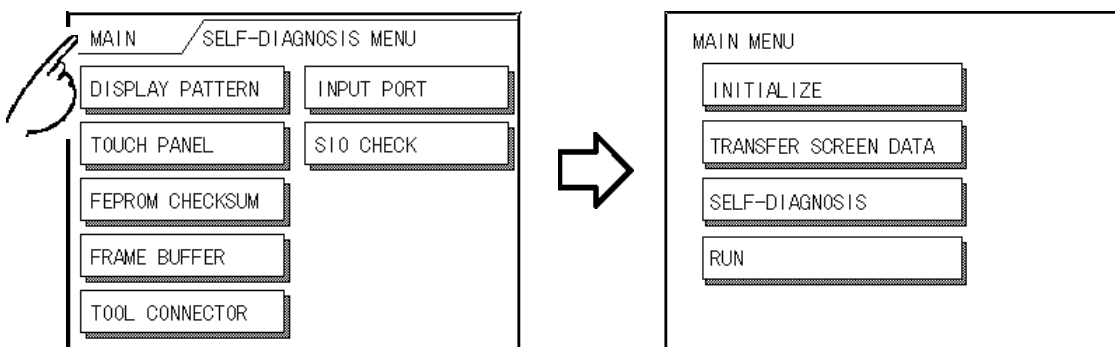 MAIN
SELF-DIAGNOSIS MENU
DISPLAY PATTERN
INPUT PORT
TOUCH PANEL
SIO CHECK
FEPROM CHECKSUM
FRAME BUFFER
TOOL CONNECTOR
MAIN MENU
INITIALIZE
TRANSFER SCREEN DATA
SELF-DIAGNOSIS
RUN